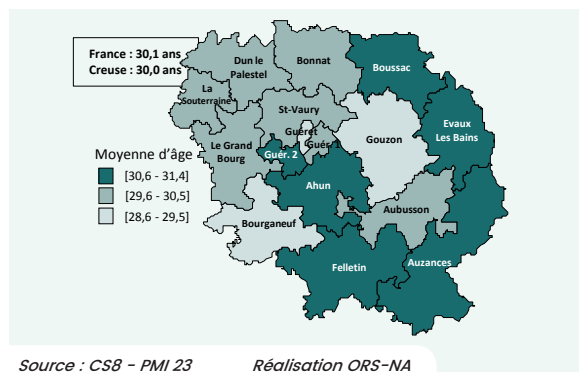 France : 30,1 ans
Creuse : 30,0 ans
Dun le
Palestel
Bonnat
Boussac
La
Souterraine
St-Vaury
Guéret
Guér. 1
Gouzon
Evaux
Les Bains
Le Grand
Bourg
Guér. 2
Moyenne d’âge
[30,6 - 31,4]
[29,6 - 30,5]
[28,6 - 29,5]
Ahun
Aubusson
Bourganeuf
Felletin
Auzances
Source : CS8 - PMI 23 Réalisation ORS-NA